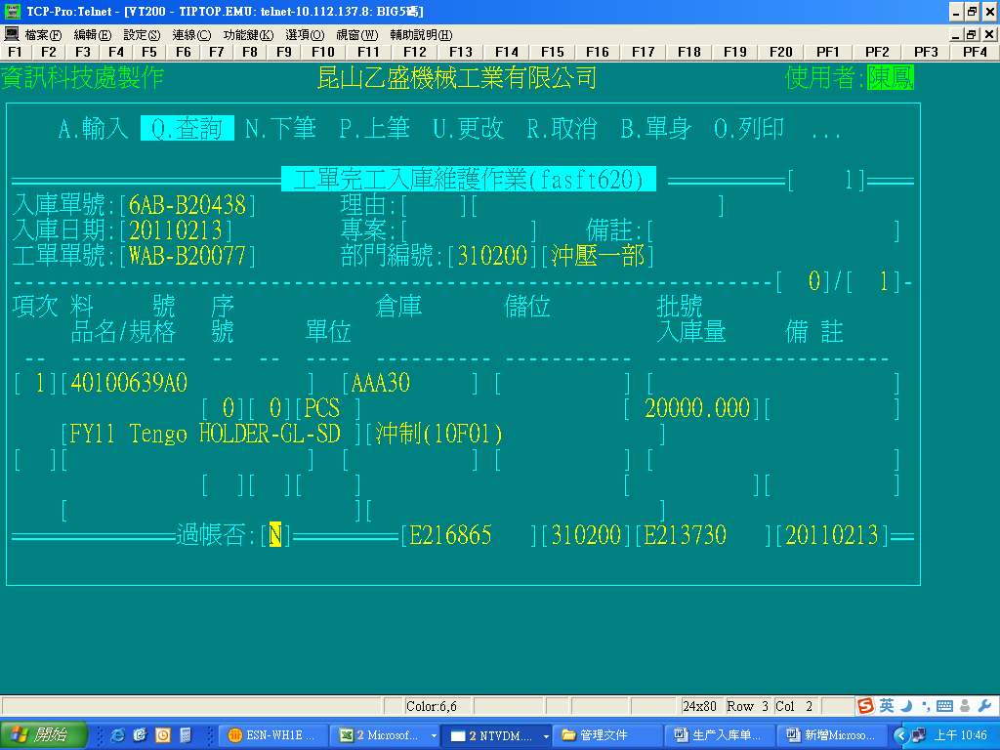 TCP-Pro:Telnet - [VT200 - TIPTOP.EMU: telnet-10.112.137.8: BIG5碼]
檔案(F) 編輯(E) 設定(S) 連線(C) 功能鍵(K) 選項(O) 視窗(W) 輔助說明(H)
F1 F2 F3 F4 F5 F6 F7 F8 F9 F10 F11 F12 F13 F14 F15 F16 F17 F18 F19 F20 PF1 PF2 PF3 PF4
資訊科技處製作 昆山乙盛機械工業有限公司 使用者:陳鳳
A.輸入 Q.查詢 N.下筆 P.上筆 U.更改 R.取消 B.單身 O.列印 ...
工單完工入庫維護作業(fasft620) [ 1]
入庫單號:[6AB-B20438] 理由:[ ][ ]
入庫日期:[20110213] 專案:[ ] 備註:[ ]
工單單號:[WAB-B20077] 部門編號:[310200][沖壓一部]
[ 0]/[ 1]-
項次 料 號 序 倉庫 儲位 批號
品名/規格 號 單位 入庫量 備 註
[ 1][40100639A0 ] [AAA30 ] [ ] [ ]
[ 0][ 0][PCS ] [ 20000.000][ ]
[FY11 Tengo HOLDER-GL-SD ][沖制(10F01) ]
[ ][ ] [ ] [ ] [ ]
[ ][ ][ ] [ ][ ]
[ ][ ]
過帳否:[N] [E216865 ][310200][E213730 ][20110213]
Color:6,6 24x80 Row 3 Col 2 英
開始 ESN-WH1E ... 2 Microsof... 2 NTVDM.... 管理文件 生产入库单... 新增Microso... 上午 10:46